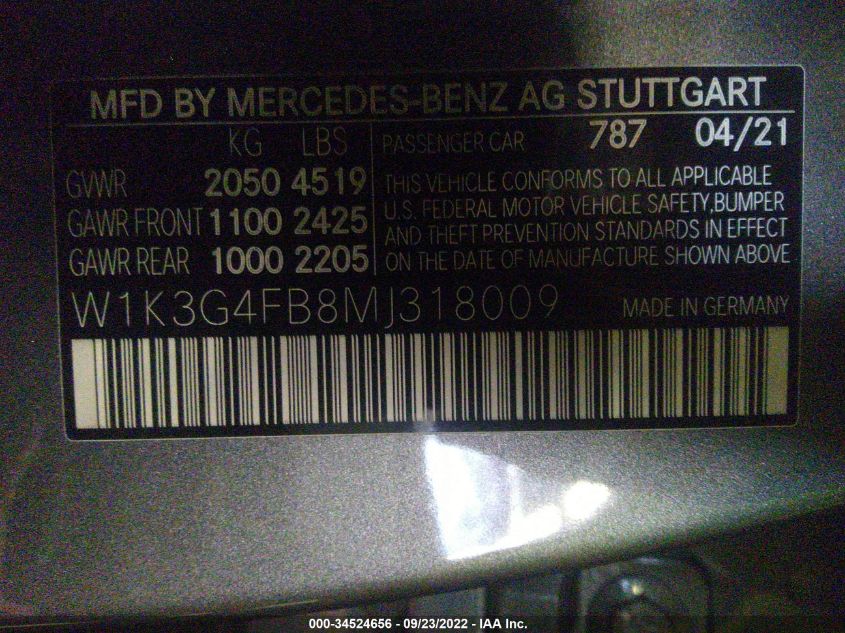 MFD BY MERCEDES-BENZ AG STUTTGART
KG LBS PASSENGER CAR 787 04/21
GVWR 2050 4519 THIS VEHICLE CONFORMS TO ALL APPLICABLE
GAWR FRONT 1100 2425 U.S. FEDERAL MOTOR VEHICLE SAFETY, BUMPER
AND THEFT PREVENTION STANDARDS IN EFFECT
GAWR REAR 1000 2205 ON THE DATE OF MANUFACTURE SHOWN ABOVE
W1K3G4FB8MJ318009 MADE IN GERMANY
000-34524656 - 09/23/2022 - IAA Inc.